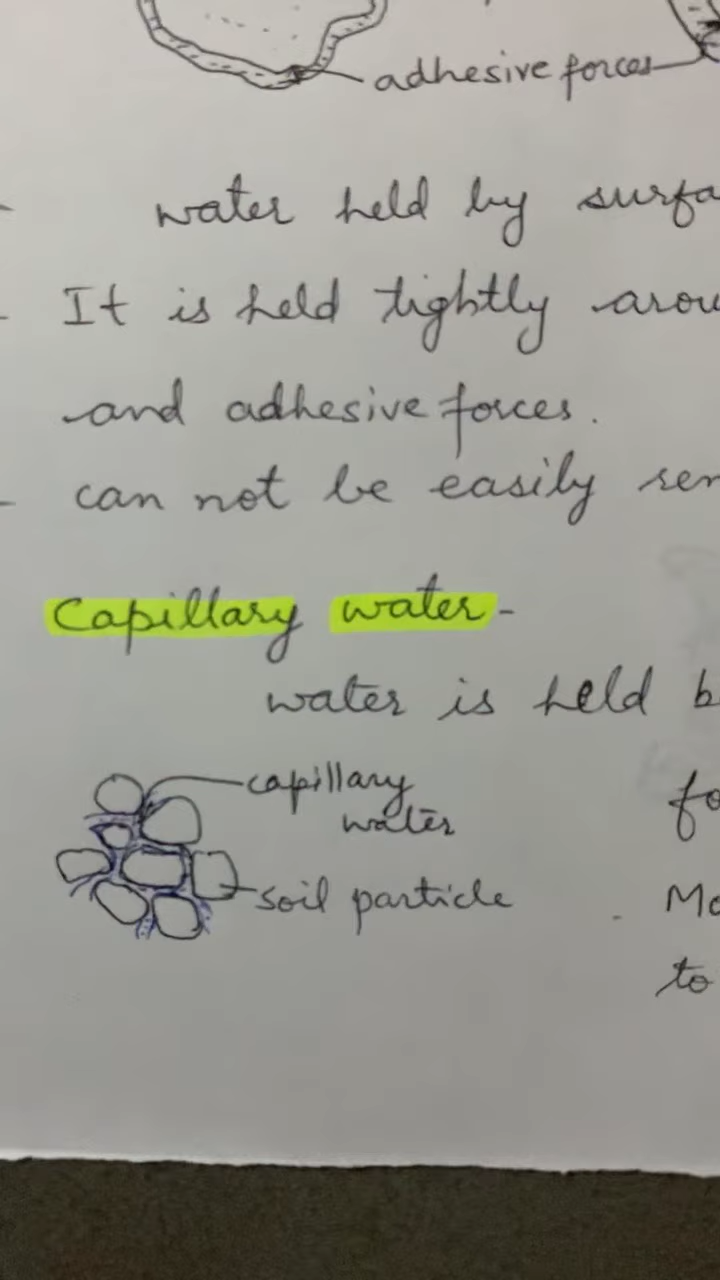 adhesive forces
water held by
It is held tightly
and adhesive forces.
can not be easily
Capillary water-
water is held
capillary
water
soil particle
to